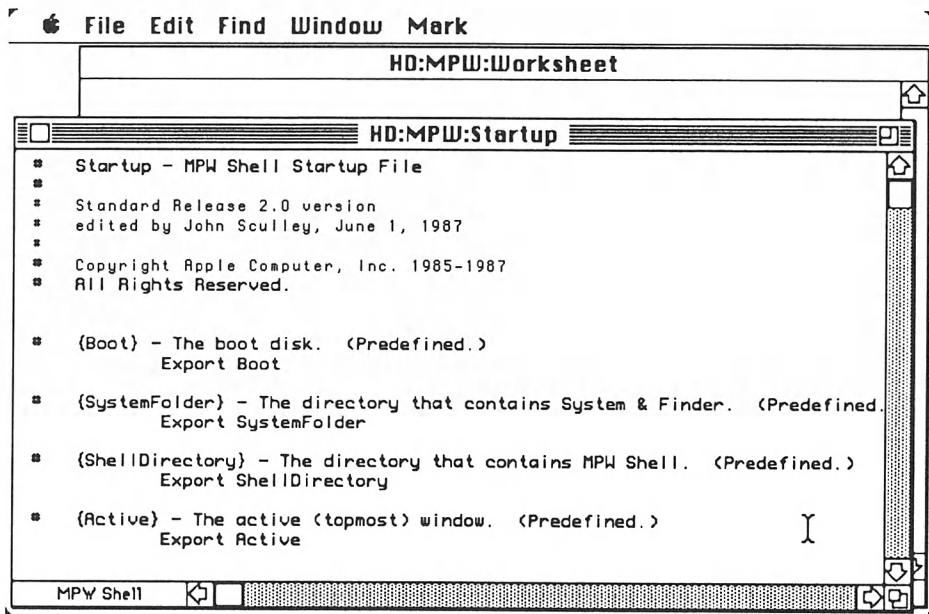 File Edit Find Window Mark
HD:MPW:Worksheet
HD:MPW:Startup
# Startup - MPW Shell Startup File
#
# Standard Release 2.0 version
# edited by John Sculley, June 1, 1987
#
# Copyright Apple Computer, Inc. 1985-1987
# All Rights Reserved.
# {Boot} - The boot disk. (Predefined.)
Export Boot
# {SystemFolder} - The directory that contains System & Finder. (Predefined.
Export SystemFolder
# {ShellDirectory} - The directory that contains MPW Shell. (Predefined.)
Export ShellDirectory
# {Active} - The active (topmost) window. (Predefined.)
Export Active
MPW Shell